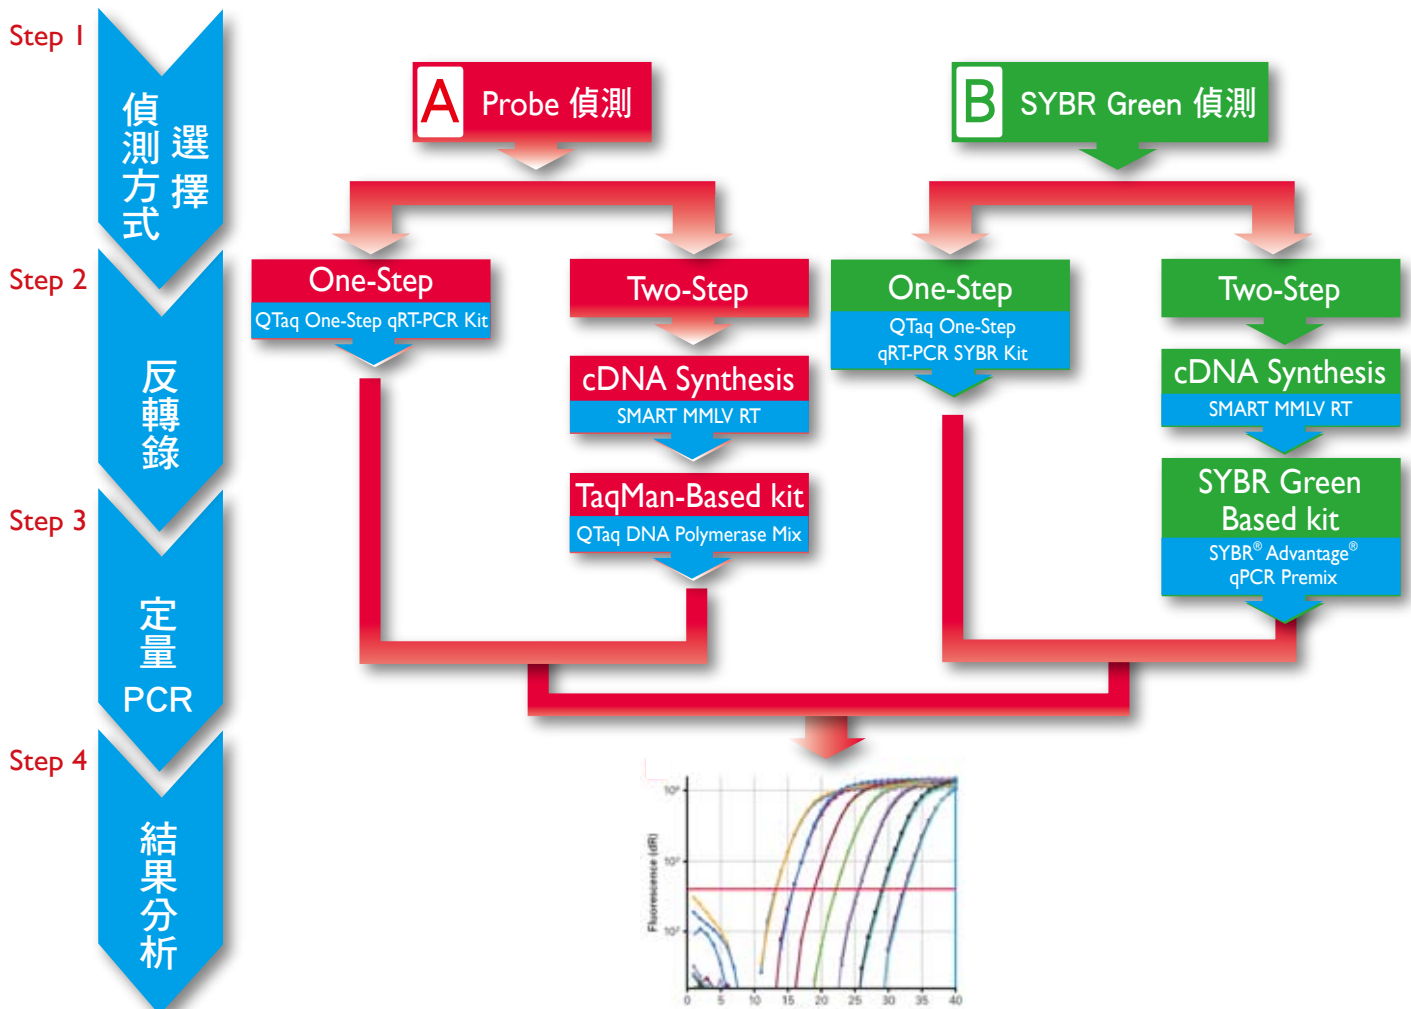 Step 1
偵測方式
選擇
A
Probe 偵測
B
SYBR Green 偵測
Step 2
反轉錄
One-Step
QTaq One-Step qRT-PCR Kit
Two-Step
cDNA Synthesis
SMART MMLV RT
TaqMan-Based kit
QTaq DNA Polymerase Mix
One-Step
QTaq One-Step
qRT-PCR SYBR Kit
Two-Step
cDNA Synthesis
SMART MMLV RT
SYBR Green
Based kit
SYBR® Advantage®
qPCR Premix
Step 3
定量
PCR
Step 4
結果分析
Fluorescence (dR)
0 5 10 15 20 25 30 35 40